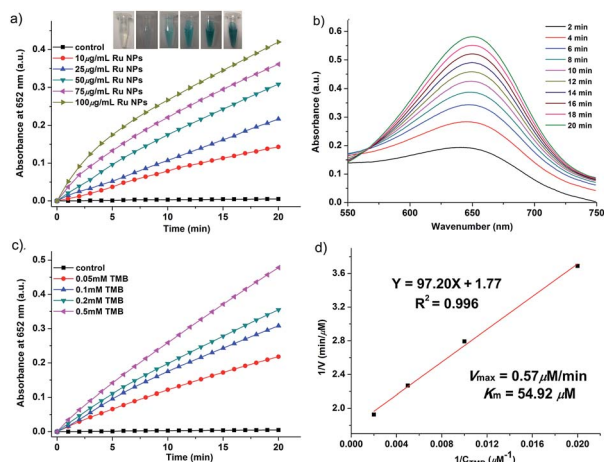 a)
control
10µg/mL Ru NPs
25µg/mL Ru NPs
50µg/mL Ru NPs
75µg/mL Ru NPs
100µg/mL Ru NPs
Absorbance at 652 nm (a.u.)
0.4
0.3
0.2
0.1
0.0
0
5
10
15
20
Time (min)
b)
2 min
4 min
6 min
8 min
10 min
12 min
14 min
16 min
18 min
20 min
Absorbance (a.u.)
0.6
0.5
0.4
0.3
0.2
0.1
0.0
550
600
650
700
750
Wavenumber (nm)
c).
control
0.05mM TMB
0.1mM TMB
0.2mM TMB
0.5mM TMB
Absorbance at 652 nm (a.u.)
0.5
0.4
0.3
0.2
0.1
0.0
0
5
10
15
20
Time (min)
d)
Y = 97.20X + 1.77
R² = 0.996
Vmax = 0.57µM/min
Km = 54.92 µM
1/V (min/µM)
3.6
3.2
2.8
2.4
2.0
0.000
0.004
0.008
0.012
0.016
0.020
1/CTMB (µM⁻¹)